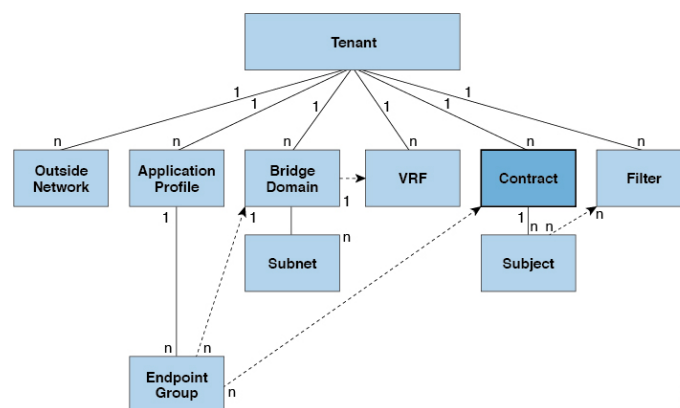 Tenant
1
1
1
1
1
1
n
n
n
n
n
n
Outside
Network
Application
Profile
Bridge
Domain
VRF
Contract
Filter
1
1
1
1
n
n
n
Subnet
n
Subject
n
n
Endpoint
Group
n